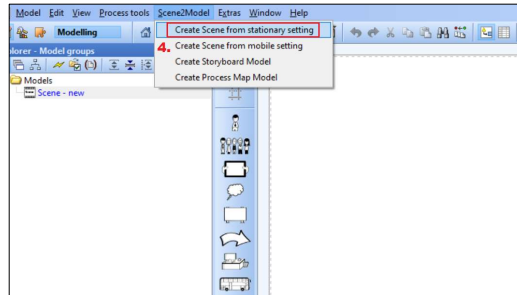 Model Edit View Process tools Scene2Model Extras Window Help
Modelling
Create Scene from stationary setting
4. Create Scene from mobile setting
Create Storyboard Model
Create Process Map Model
plorer - Model groups
Models
Scene - new